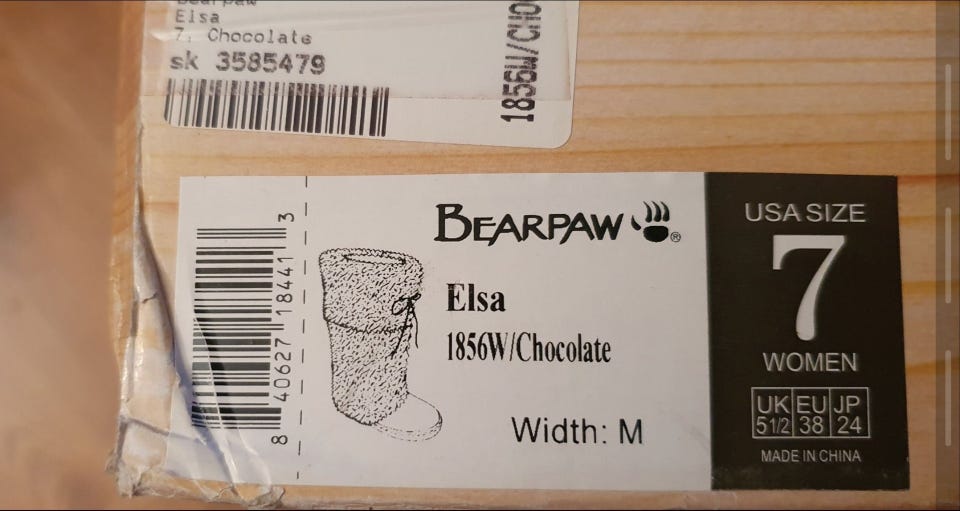 Bearpaw
Elsa
7, Chocolate
sk 3585479
1856W/CHO
8 40627 18441 3
BEARPAW ®
Elsa
1856W/Chocolate
Width: M
USA SIZE
7
WOMEN
UK EU JP
5 1/2 38 24
MADE IN CHINA